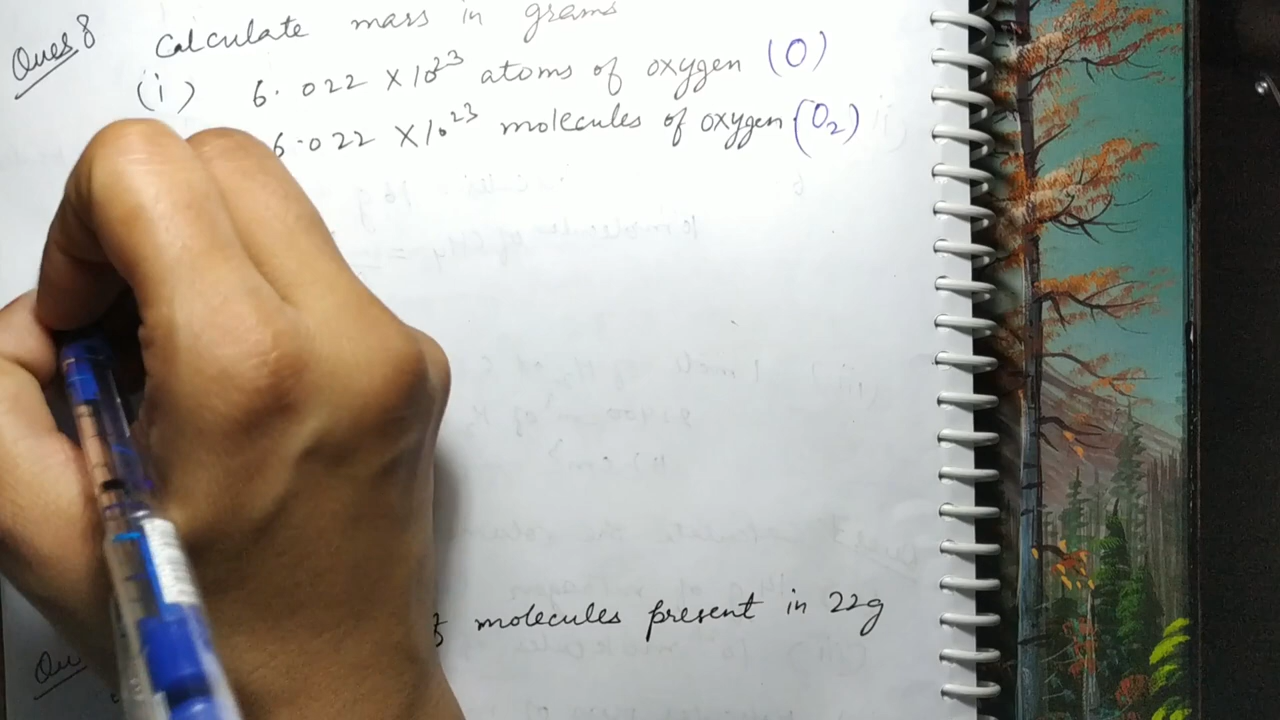 Ques 8 Calculate mass in grams
(i) 6.022 X 10²³ atoms of oxygen (O)
6.022 X 10²³ molecules of oxygen (O₂)
molecules present in 22g
Qu